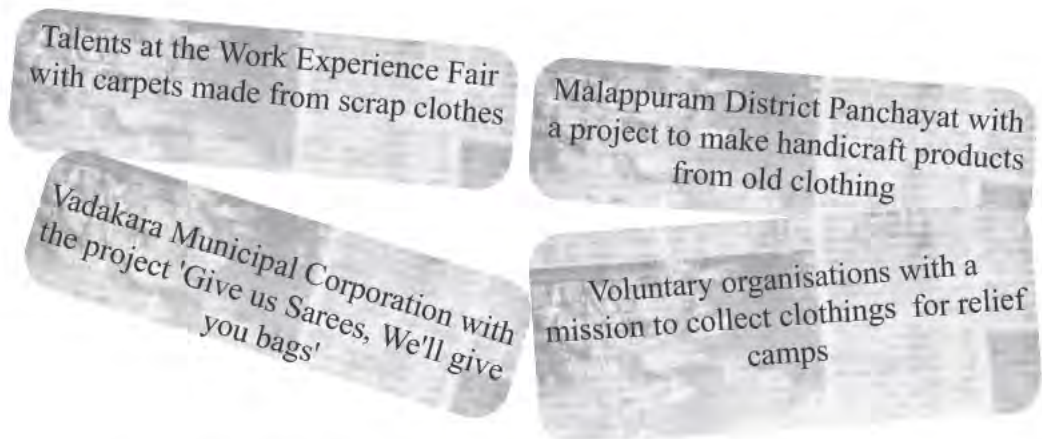 Talents at the Work Experience Fair
with carpets made from scrap clothes
Malappuram District Panchayat with
a project to make handicraft products
from old clothing
Vadakara Municipal Corporation with
the project 'Give us Sarees, We'll give
you bags'
Voluntary organisations with a
mission to collect clothings for relief
camps